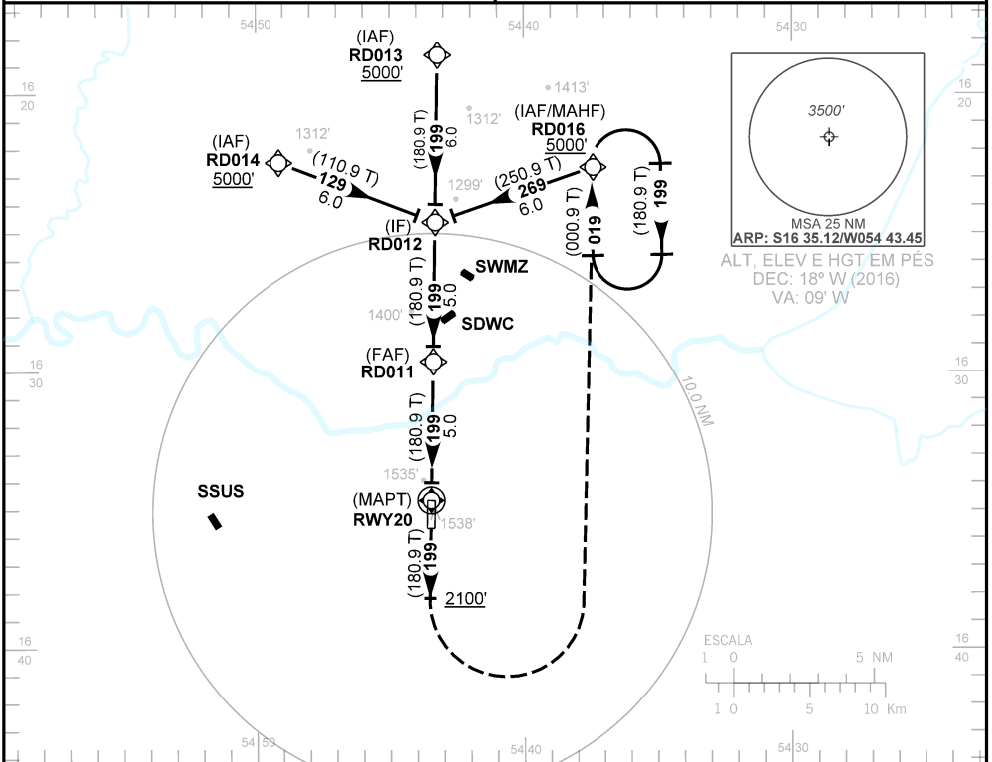 54 50
54 40
54 30
16
20
16
20
(IAF)
RD013
5000'
1413'
1312'
(IAF/MAHF)
RD016
5000'
3500'
MSA 25 NM
ARP: S16 35.12/W054 43.45
ALT, ELEV E HGT EM PÉS
DEC: 18º W (2016)
VA: 09' W
(IAF)
RD014
5000'
1312'
(110.9 T)
129
6.0
(180.9 T)
199
6.0
(250.9 T)
269
6.0
1299'
(000.9 T)
019
(180.9 T)
199
(IF)
RD012
SWMZ
(180.9 T)
199
5.0
1400'
SDWC
(FAF)
RD011
16
30
16
30
10.0 NM
(180.9 T)
199
5.0
1535'
SSUS
(MAPT)
RWY20
1538'
(180.9 T)
199
2100'
16
40
16
40
ESCALA
1 0 5 NM
1 0 5 10 Km
54 40
54 30